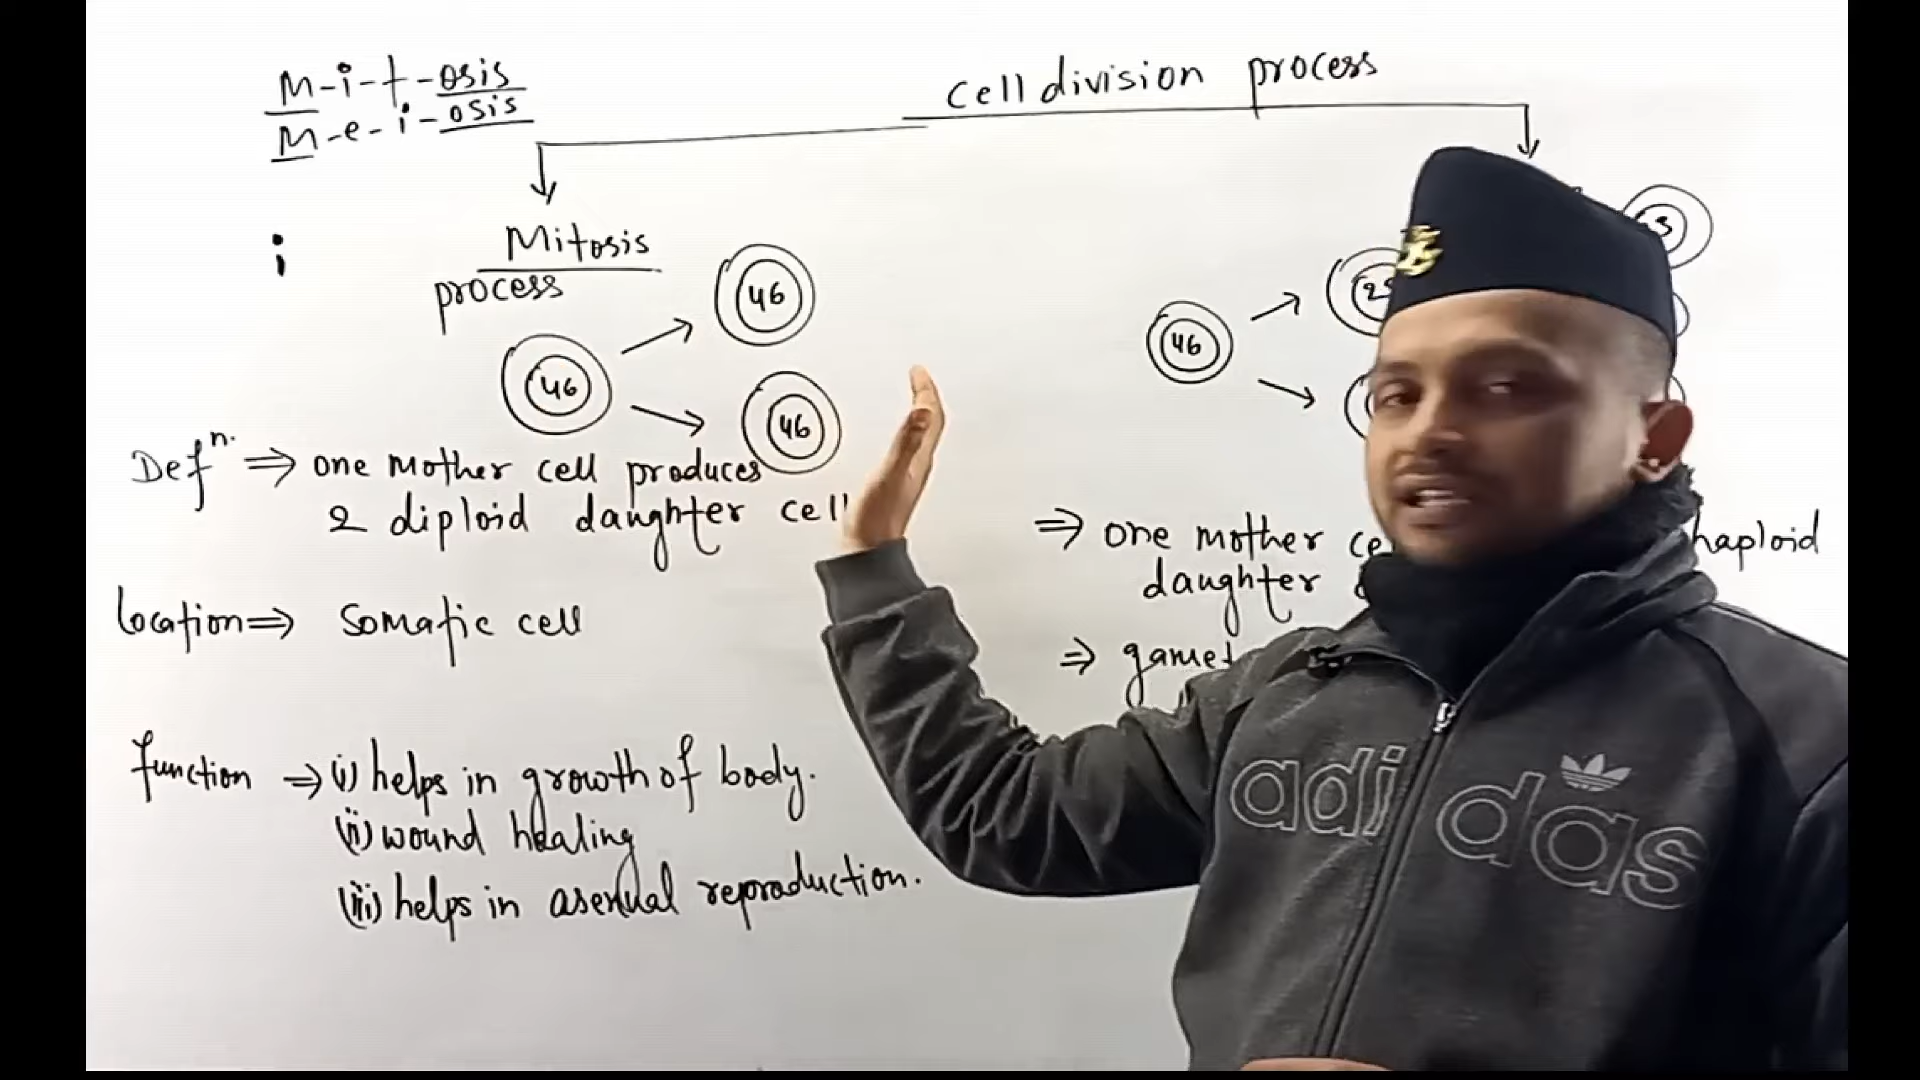 M-i-t-osis
M-e-i-osis
cell division process
i
Mitosis
process
46
46
46
46
Defn. ⇒ one mother cell produces
2 diploid daughter cell
location ⇒ Somatic cell
function ⇒ (i) helps in growth of body.
(ii) wound healing
(iii) helps in asexual reproduction.
⇒ one mother haploid
daughter
⇒
adidas